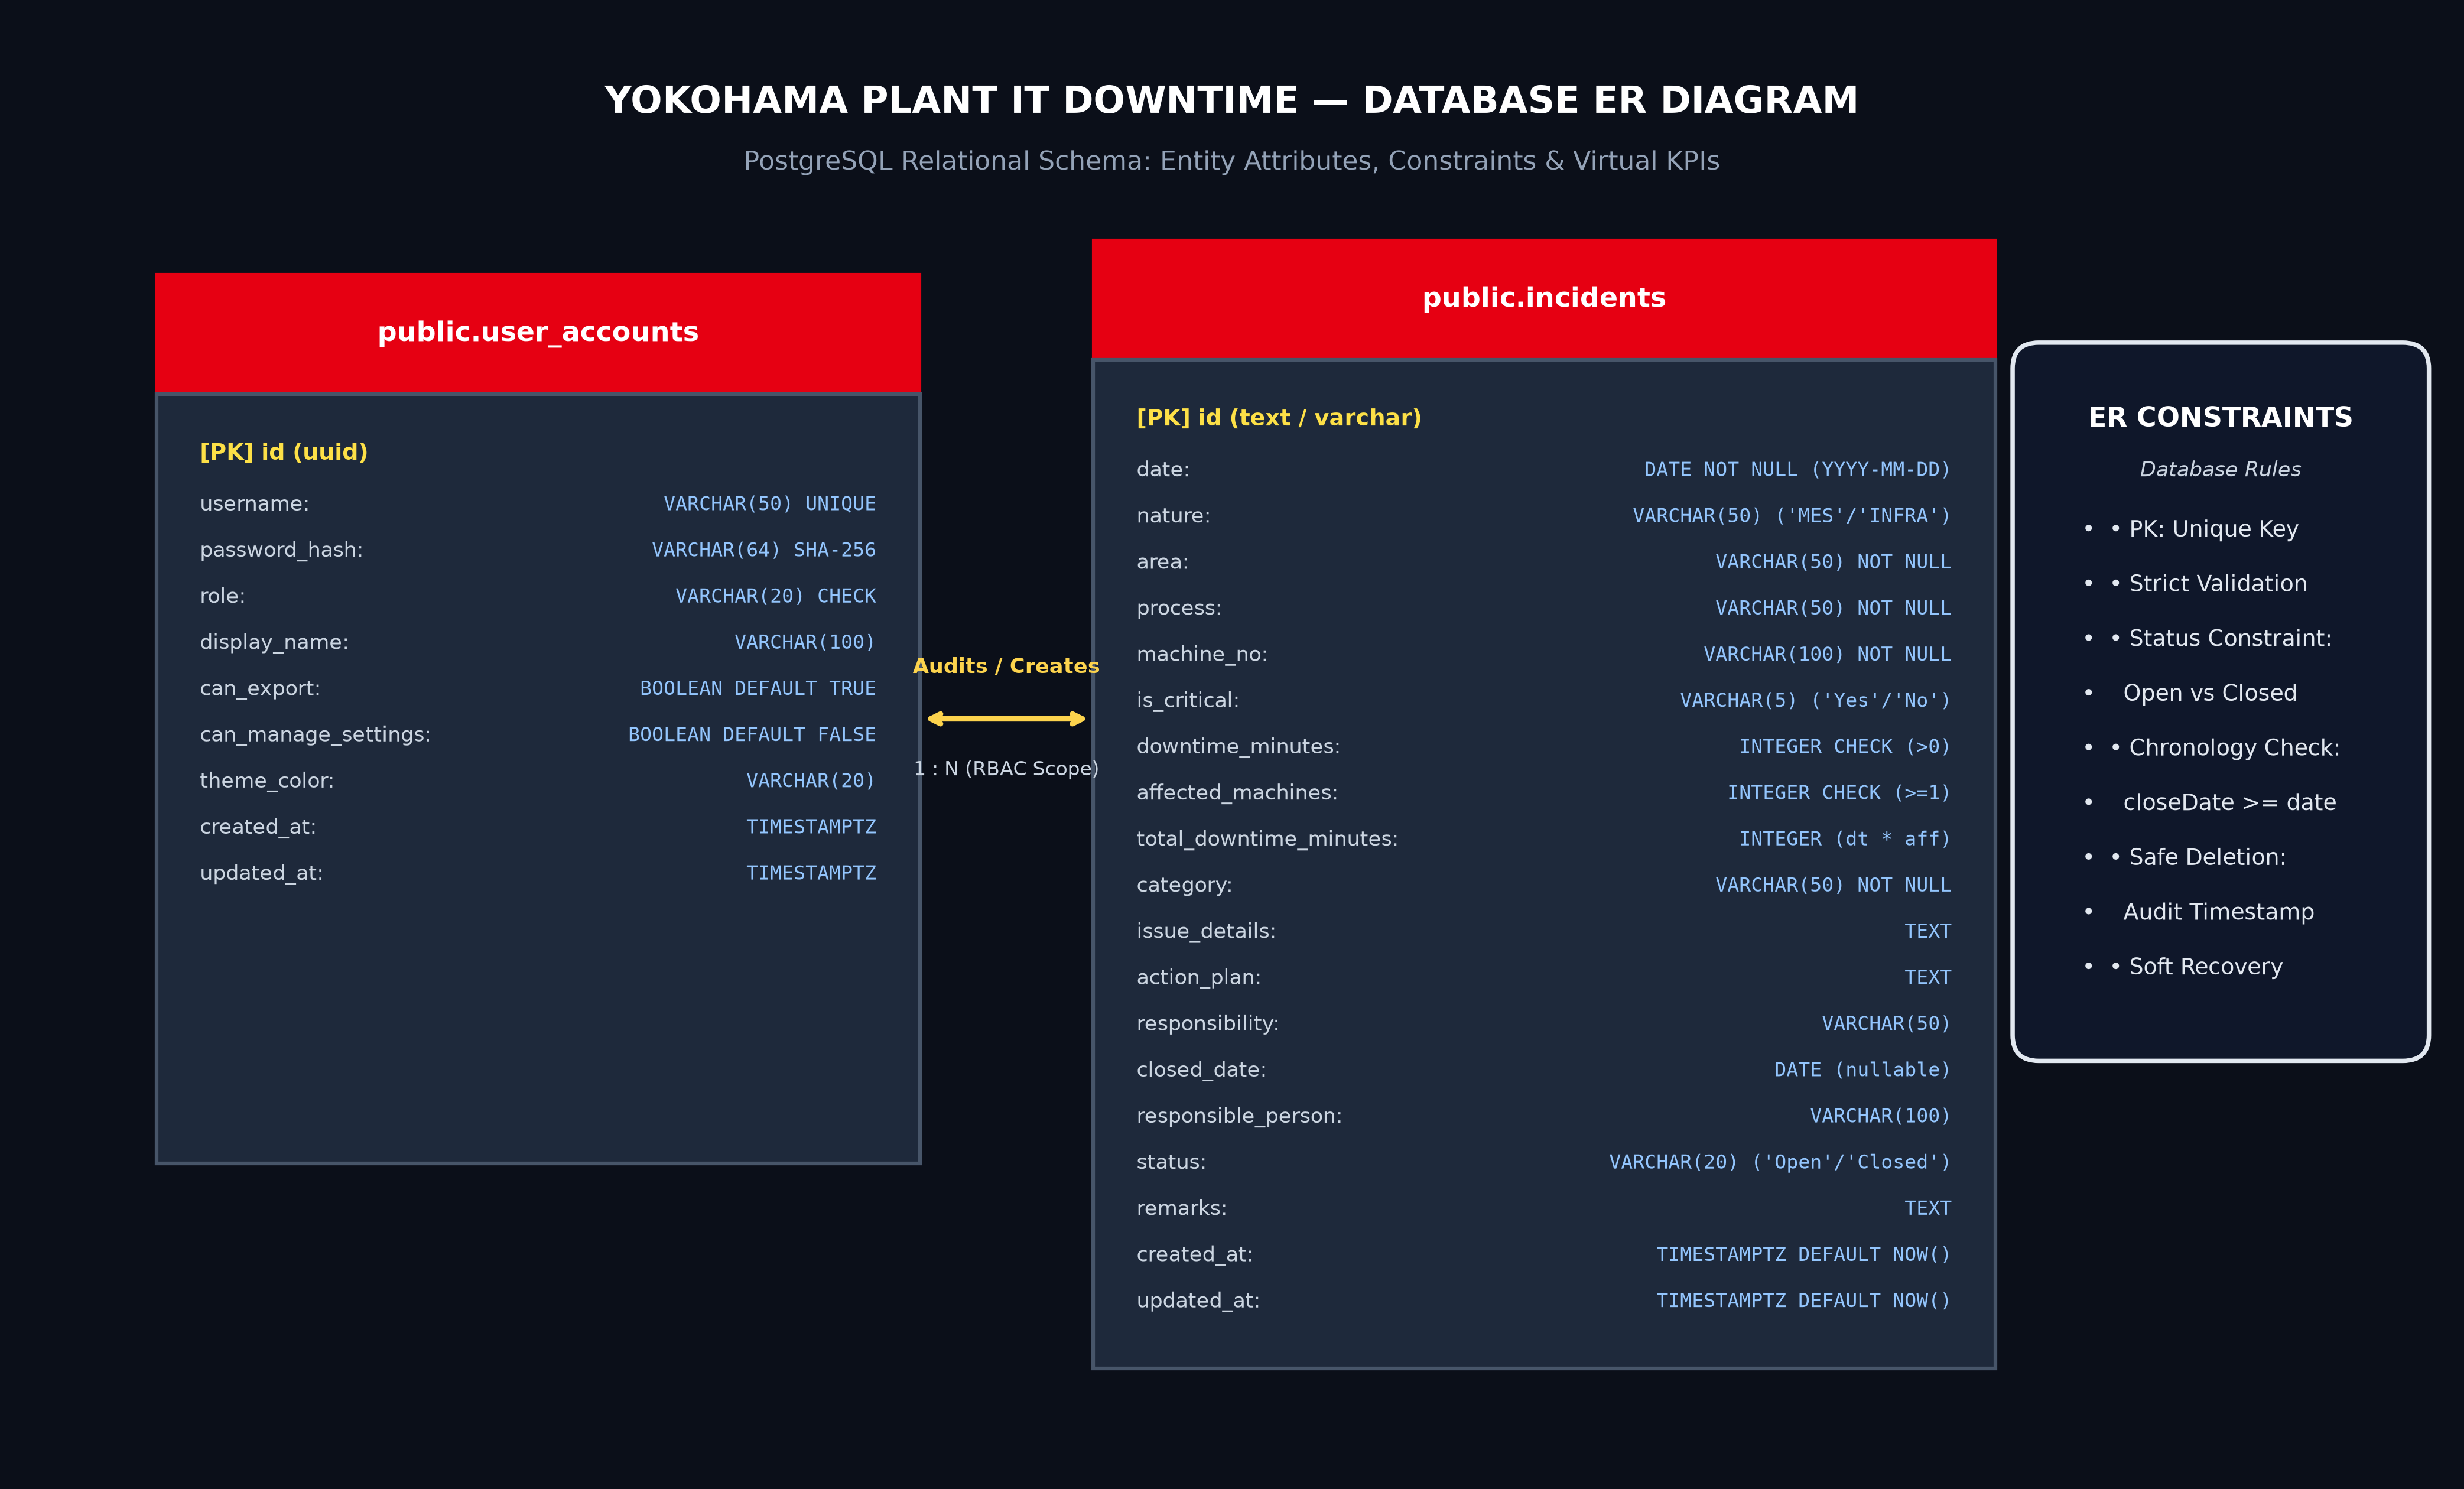 YOKOHAMA PLANT IT DOWNTIME — DATABASE ER DIAGRAM
PostgreSQL Relational Schema: Entity Attributes, Constraints & Virtual KPIs
public.user_accounts
[PK] id (uuid)
username: VARCHAR(50) UNIQUE
password_hash: VARCHAR(64) SHA-256
role: VARCHAR(20) CHECK
display_name: VARCHAR(100)
can_export: BOOLEAN DEFAULT TRUE
can_manage_settings: BOOLEAN DEFAULT FALSE
theme_color: VARCHAR(20)
created_at: TIMESTAMPTZ
updated_at: TIMESTAMPTZ
Audits / Creates
1 : N (RBAC Scope)
public.incidents
[PK] id (text / varchar)
date: DATE NOT NULL (YYYY-MM-DD)
nature: VARCHAR(50) ('MES'/'INFRA')
area: VARCHAR(50) NOT NULL
process: VARCHAR(50) NOT NULL
machine_no: VARCHAR(100) NOT NULL
is_critical: VARCHAR(5) ('Yes'/'No')
downtime_minutes: INTEGER CHECK (>0)
affected_machines: INTEGER CHECK (>=1)
total_downtime_minutes: INTEGER (dt * aff)
category: VARCHAR(50) NOT NULL
issue_details: TEXT
action_plan: TEXT
responsibility: VARCHAR(50)
closed_date: DATE (nullable)
responsible_person: VARCHAR(100)
status: VARCHAR(20) ('Open'/'Closed')
remarks: TEXT
created_at: TIMESTAMPTZ DEFAULT NOW()
updated_at: TIMESTAMPTZ DEFAULT NOW()
ER CONSTRAINTS
Database Rules
• • PK: Unique Key
• • Strict Validation
• • Status Constraint:
• Open vs Closed
• • Chronology Check:
• closeDate >= date
• • Safe Deletion:
• Audit Timestamp
• • Soft Recovery